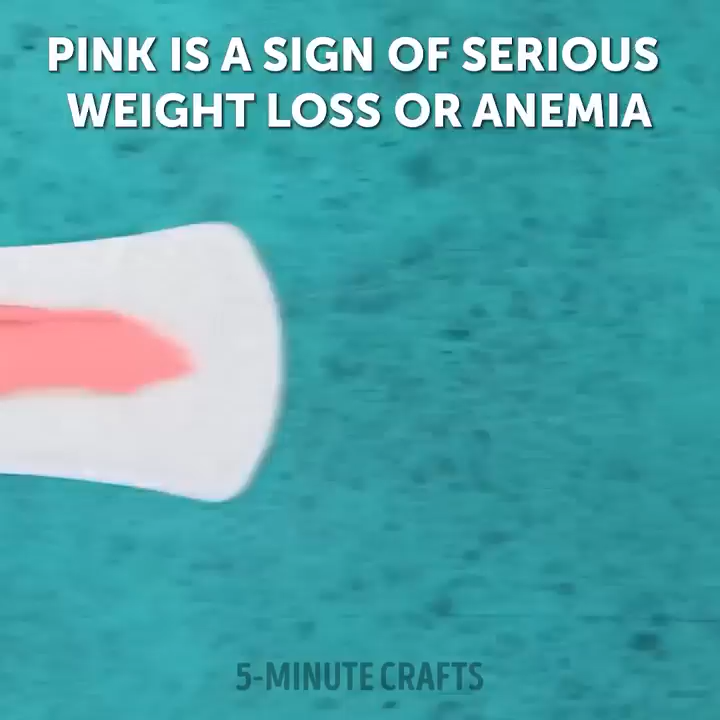 PINK IS A SIGN OF SERIOUS
WEIGHT LOSS OR ANEMIA
5-MINUTE CRAFTS